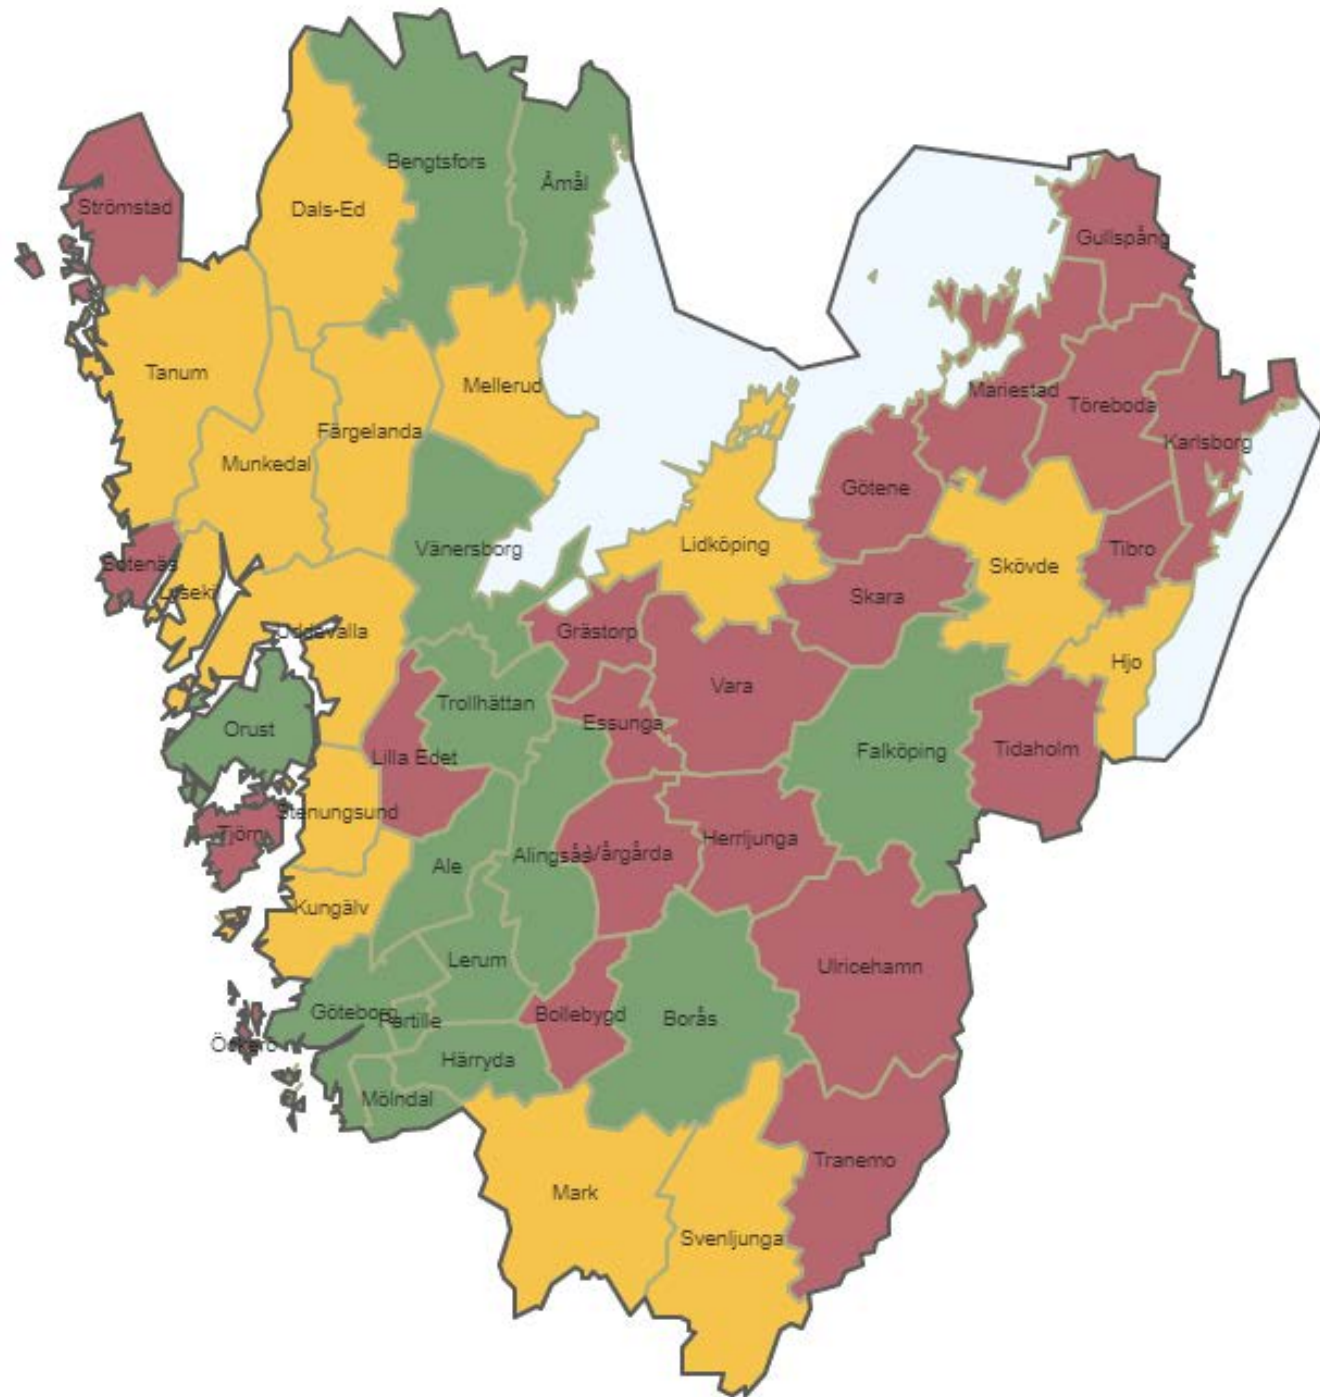 Bengtsfors
Åmål
Strömstad
Dals-Ed
Gullspång
Tanum
Mellerud
Mariestad
Töreboda
Färgelanda
Karlsborg
Munkedal
Götene
Vänersborg
Lidköping
Tibro
Sotenäs
Skövde
Lysekil
Skara
Uddevalla
Grästorp
Hjo
Vara
Trollhättan
Essunga
Orust
Falköping
Tidaholm
Lilla Edet
Stenungsund
Tjörn
Herrljunga
Alingsås
Vårgårda
Ale
Kungälv
Lerum
Ulricehamn
Göteborg
Bollebygd
Borås
Partille
Öckerö
Härryda
Mölndal
Tranemo
Mark
Svenljunga